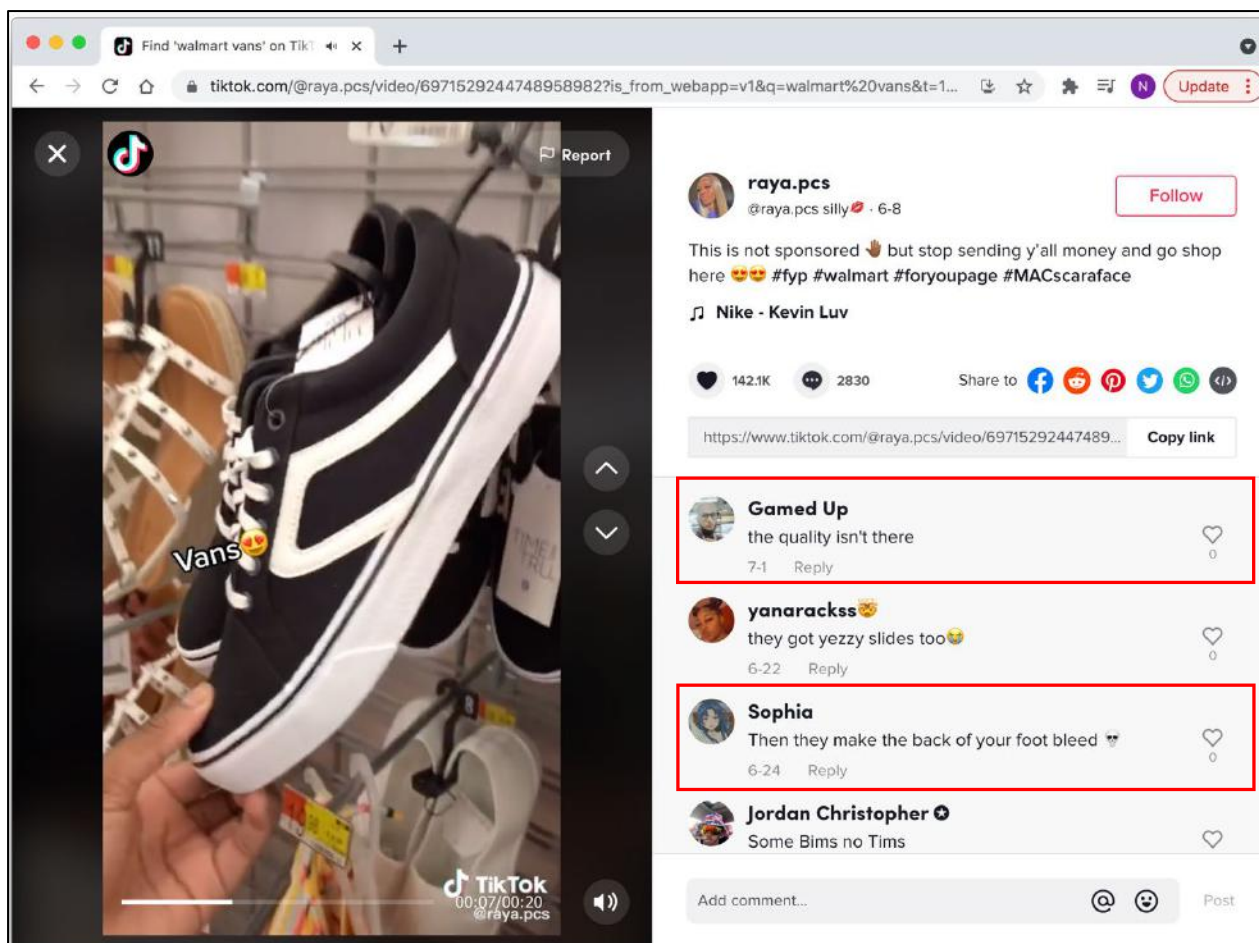 Find 'walmart vans' on TikT
tiktok.com/@raya.pcs/video/6971529244748958982?is_from_webapp=v1&q=walmart%20vans&t=1...
N
Update
Report
raya.pcs
@raya.pcs silly💋 · 6-8
Follow
This is not sponsored 🤚🏾 but stop sending y'all money and go shop
here 😍😍 #fyp #walmart #foryoupage #MACscaraface
Nike - Kevin Luv
142.1K
2830
Share to
https://www.tiktok.com/@raya.pcs/video/69715292447489...
Copy link
Gamed Up
the quality isn't there
7-1 Reply
0
yanarackss🤯
they got yezzy slides too😭
6-22 Reply
0
Sophia
Then they make the back of your foot bleed 💀
6-24 Reply
0
Jordan Christopher
Some Bims no Tims
Add comment...
Post
11
Vans😍
TIME
TRU
8
TikTok
00:07/00:20
@raya.pcs